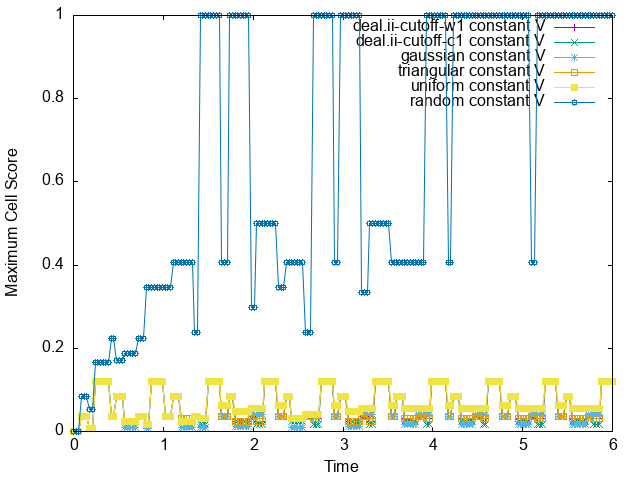 1
deal.ii-cutoff-w1 constant V
deal.ii-cutoff-c1 constant V
gaussian constant V
triangular constant V
uniform constant V
random constant V
0.8
0.6
Maximum Cell Score
0.4
0.2
0
0 1 2 3 4 5 6
Time